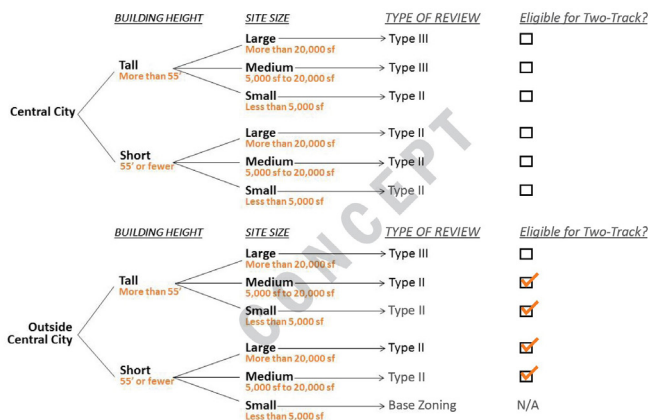 BUILDING HEIGHT SITE SIZE TYPE OF REVIEW Eligible for Two-Track?
Large Type III
More than 20,000 sf
Tall Medium Type III
More than 55' 5,000 sf to 20,000 sf
Small Type II
Less than 5,000 sf
Central City
Large Type II
More than 20,000 sf
Short Medium Type II
55' or fewer 5,000 sf to 20,000 sf
Small Type II
Less than 5,000 sf
CONCEPT
BUILDING HEIGHT SITE SIZE TYPE OF REVIEW Eligible for Two-Track?
Large Type III
More than 20,000 sf
Tall Medium Type II
More than 55' 5,000 sf to 20,000 sf
Small Type II
Less than 5,000 sf
Outside
Central City
Large Type II
More than 20,000 sf
Short Medium Type II
55' or fewer 5,000 sf to 20,000 sf
Small Base Zoning N/A
Less than 5,000 sf